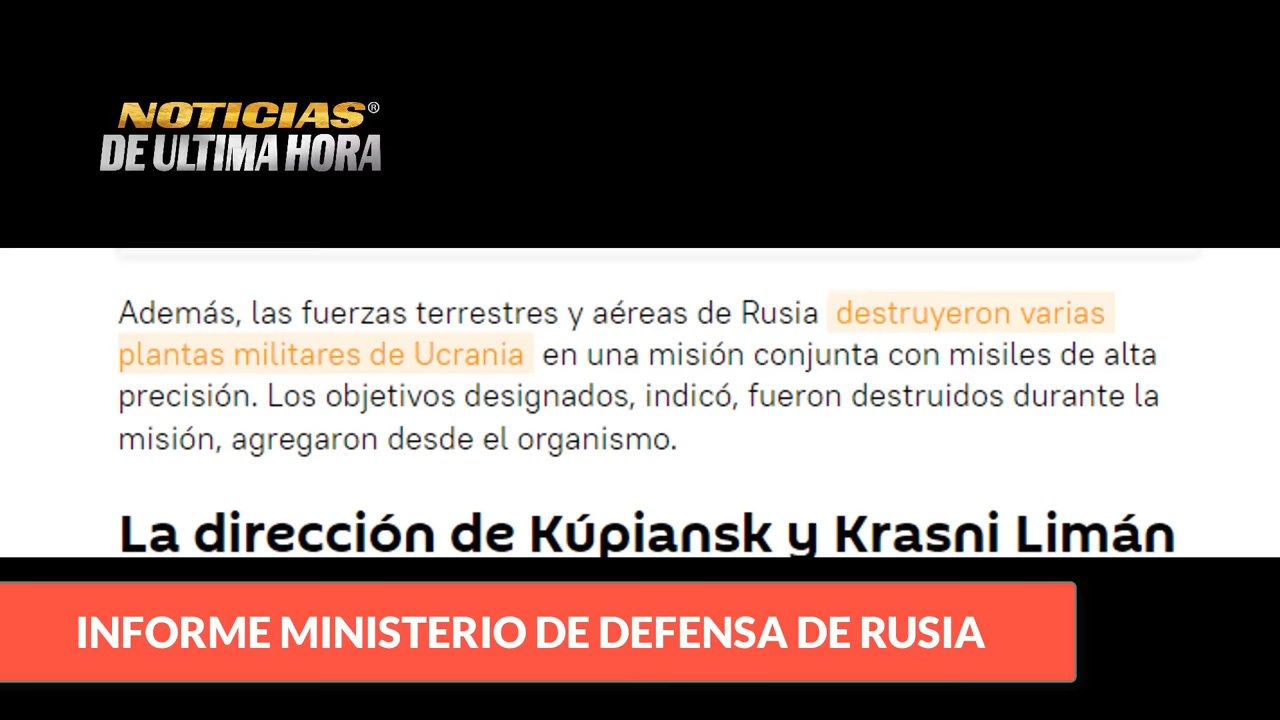 NOTICIAS®
DE ULTIMA HORA
Además, las fuerzas terrestres y aéreas de Rusia destruyeron varias
plantas militares de Ucrania en una misión conjunta con misiles de alta
precisión. Los objetivos designados, indicó, fueron destruidos durante la
misión, agregaron desde el organismo.
La dirección de Kúpiansk y Krasni Limán
INFORME MINISTERIO DE DEFENSA DE RUSIA